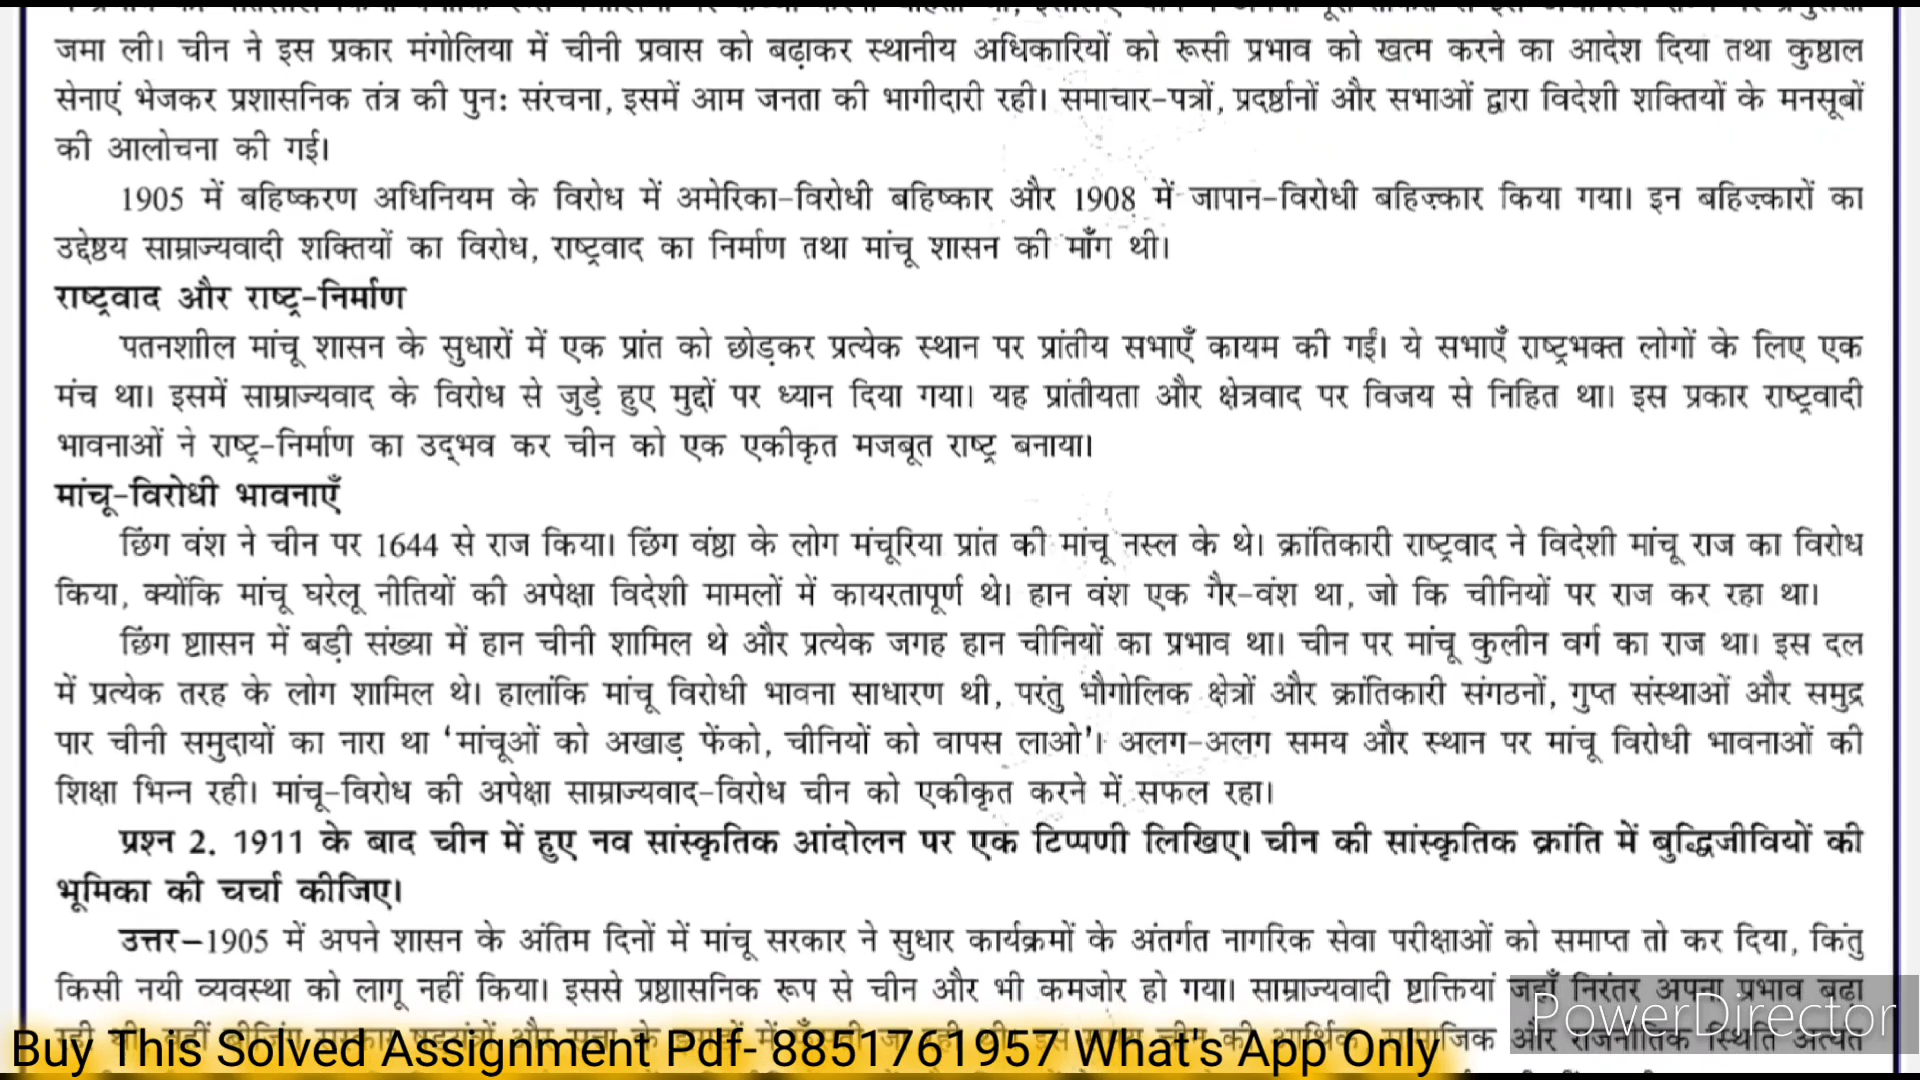 जमा ली। चीन ने इस प्रकार मंगोलिया में चीनी प्रवास को बढ़ाकर स्थानीय अधिकारियों को रूसी प्रभाव को खत्म करने का आदेश दिया तथा कुष्ठाल
सेनाएं भेजकर प्रशासनिक तंत्र की पुनः संरचना, इसमें आम जनता की भागीदारी रही। समाचार-पत्रों, प्रदर्ष्ठानों और सभाओं द्वारा विदेशी शक्तियों के मनसूबों
की आलोचना की गई।
1905 में बहिष्करण अधिनियम के विरोध में अमेरिका-विरोधी बहिष्कार और 1908 में जापान-विरोधी बहिज़्कार किया गया। इन बहिज़्कारों का
उद्देष्ठय साम्राज्यवादी शक्तियों का विरोध, राष्ट्रवाद का निर्माण तथा मांचू शासन की माँग थी।
राष्ट्रवाद और राष्ट्र-निर्माण
पतनशाील मांचू शासन के सुधारों में एक प्रांत को छोड़कर प्रत्येक स्थान पर प्रांतीय सभाएँ कायम की गईं। ये सभाएँ राष्ट्रभक्त लोगों के लिए एक
मंच था। इसमें साम्राज्यवाद के विरोध से जुड़े हुए मुद्दों पर ध्यान दिया गया। यह प्रांतीयता और क्षेत्रवाद पर विजय से निहित था। इस प्रकार राष्ट्रवादी
भावनाओं ने राष्ट्र-निर्माण का उद्‌भव कर चीन को एक एकीकृत मजबूत राष्ट्र बनाया।
मांचू-विरोधी भावनाएँ
छिंग वंश ने चीन पर 1644 से राज किया। छिंग वंष्ठा के लोग मंचूरिया प्रांत की मांचू नस्ल के थे। क्रांतिकारी राष्ट्रवाद ने विदेशी मांचू राज का विरोध
किया, क्योंकि मांचू घरेलू नीतियों की अपेक्षा विदेशी मामलों में कायरतापूर्ण थे। हान वंश एक गैर-वंश था, जो कि चीनियों पर राज कर रहा था।
छिंग ष्टाासन में बड़ी संख्या में हान चीनी शामिल थे और प्रत्येक जगह हान चीनियों का प्रभाव था। चीन पर मांचू कुलीन वर्ग का राज था। इस दल
में प्रत्येक तरह के लोग शामिल थे। हालांकि मांचू विरोधी भावना साधारण थी, परंतु भौगोलिक क्षेत्रों और क्रांतिकारी संगठनों, गुप्त संस्थाओं और समुद्र
पार चीनी समुदायों का नारा था ‘मांचूओं को अखाड़ फेंको, चीनियों को वापस लाओ’। अलग-अलग समय और स्थान पर मांचू विरोधी भावनाओं की
शिक्षा भिन्न रही। मांचू-विरोध की अपेक्षा साम्राज्यवाद-विरोध चीन को एकीकृत करने में सफल रहा।
प्रश्न 2. 1911 के बाद चीन में हुए नव सांस्कृतिक आंदोलन पर एक टिप्पणी लिखिए। चीन की सांस्कृतिक क्रांति में बुद्धिजीवियों की
भूमिका की चर्चा कीजिए।
उत्तर–1905 में अपने शासन के अंतिम दिनों में मांचू सरकार ने सुधार कार्यक्रमों के अंतर्गत नागरिक सेवा परीक्षाओं को समाप्त तो कर दिया, किंतु
किसी नयी व्यवस्था को लागू नहीं किया। इससे प्रष्ठाासनिक रूप से चीन और भी कमजोर हो गया। साम्राज्यवादी ष्टाक्तियां जहाँ निरंतर अपना प्रभाव बढ़ा
और राजनीतिक स्थिति अत्यंत
PowerDirector
Buy This Solved Assignment Pdf- 8851761957 What's App Only